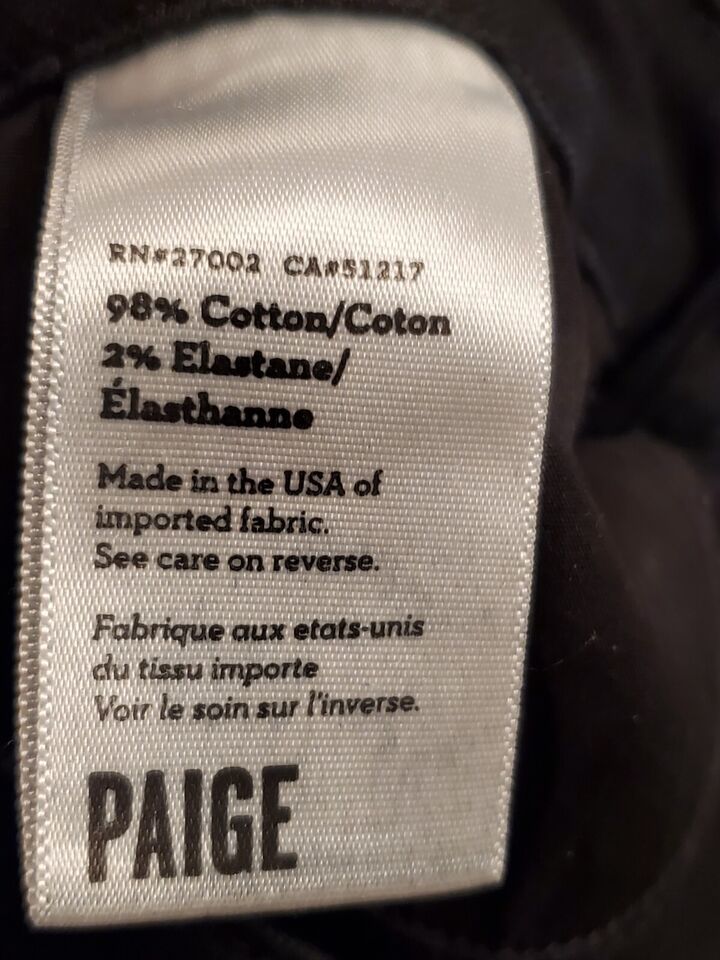 RN#27002 CA#51217
98% Cotton/Coton
2% Elastane/
Élasthanne
Made in the USA of
imported fabric.
See care on reverse.
Fabrique aux etats-unis
du tissu importe
Voir le soin sur l'inverse.
PAIGE